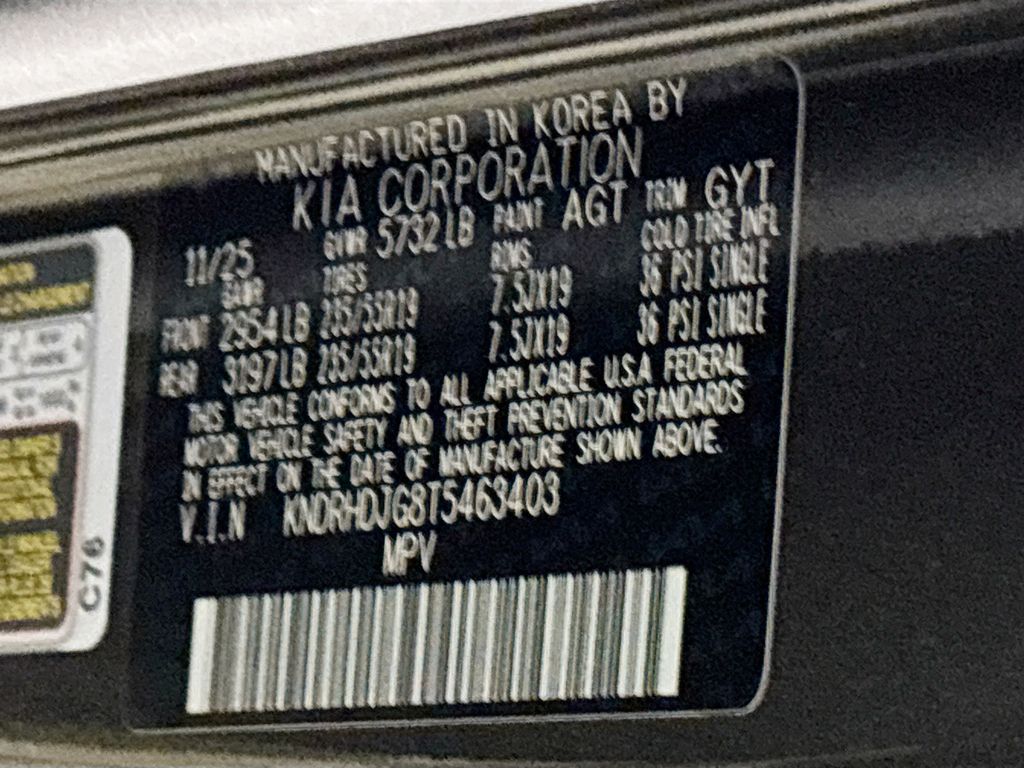 MANUFACTURED IN KOREA BY
KIA CORPORATION
11/25 GVWR 5732LB PAINT AGT TRIM GYT
GAWR TIRES RIMS COLD TIRE INFL
FRONT 2954LB 235/55R19 7.5JX19 36 PSI SINGLE
REAR 3197LB 235/55R19 7.5JX19 36 PSI SINGLE
THIS VEHICLE CONFORMS TO ALL APPLICABLE U.S.A FEDERAL
MOTOR VEHICLE SAFETY AND THEFT PREVENTION STANDARDS
IN EFFECT ON THE DATE OF MANUFACTURE SHOWN ABOVE.
V.I.N KNDRHDJG8T5463403
MPV
C76